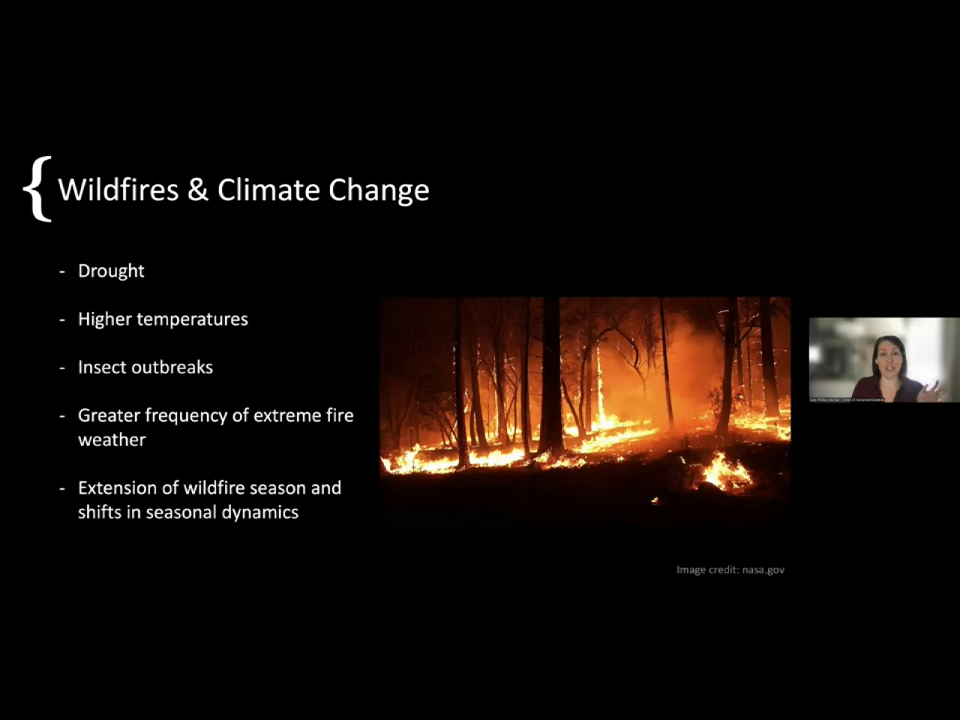 { Wildfires & Climate Change
- Drought
- Higher temperatures
- Insect outbreaks
- Greater frequency of extreme fire
weather
- Extension of wildfire season and
shifts in seasonal dynamics
Image credit: nasa.gov